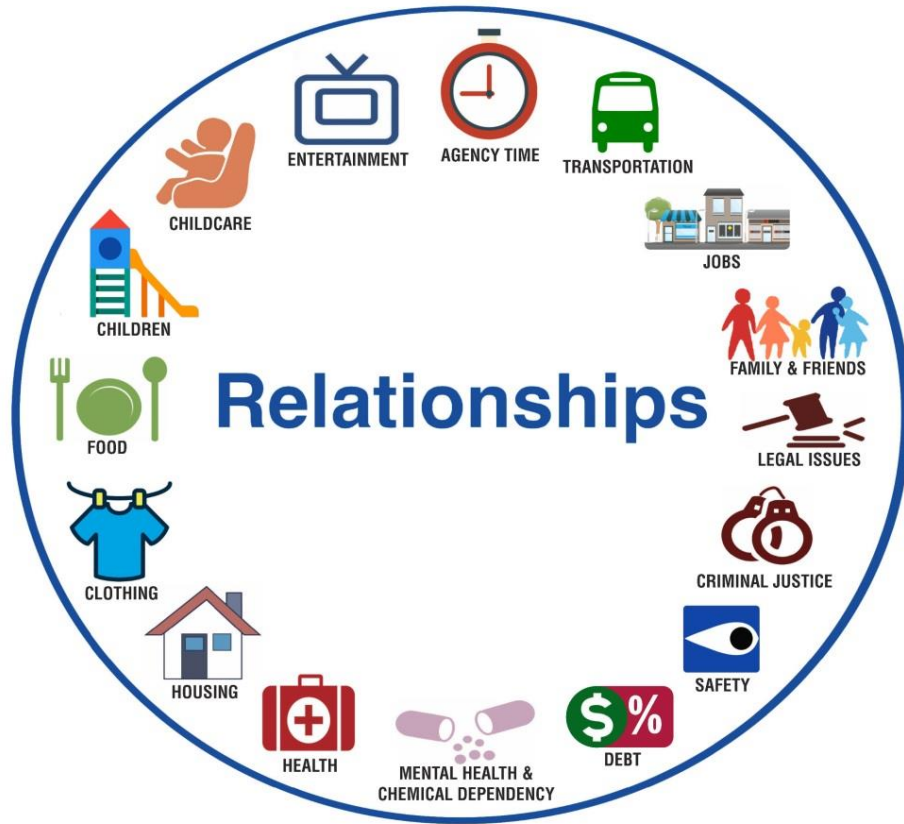 ENTERTAINMENT
AGENCY TIME
TRANSPORTATION
CHILDCARE
JOBS
CHILDREN
FAMILY & FRIENDS
Relationships
FOOD
LEGAL ISSUES
CRIMINAL JUSTICE
CLOTHING
SAFETY
HOUSING
$ %
HEALTH
DEBT
MENTAL HEALTH &
CHEMICAL DEPENDENCY